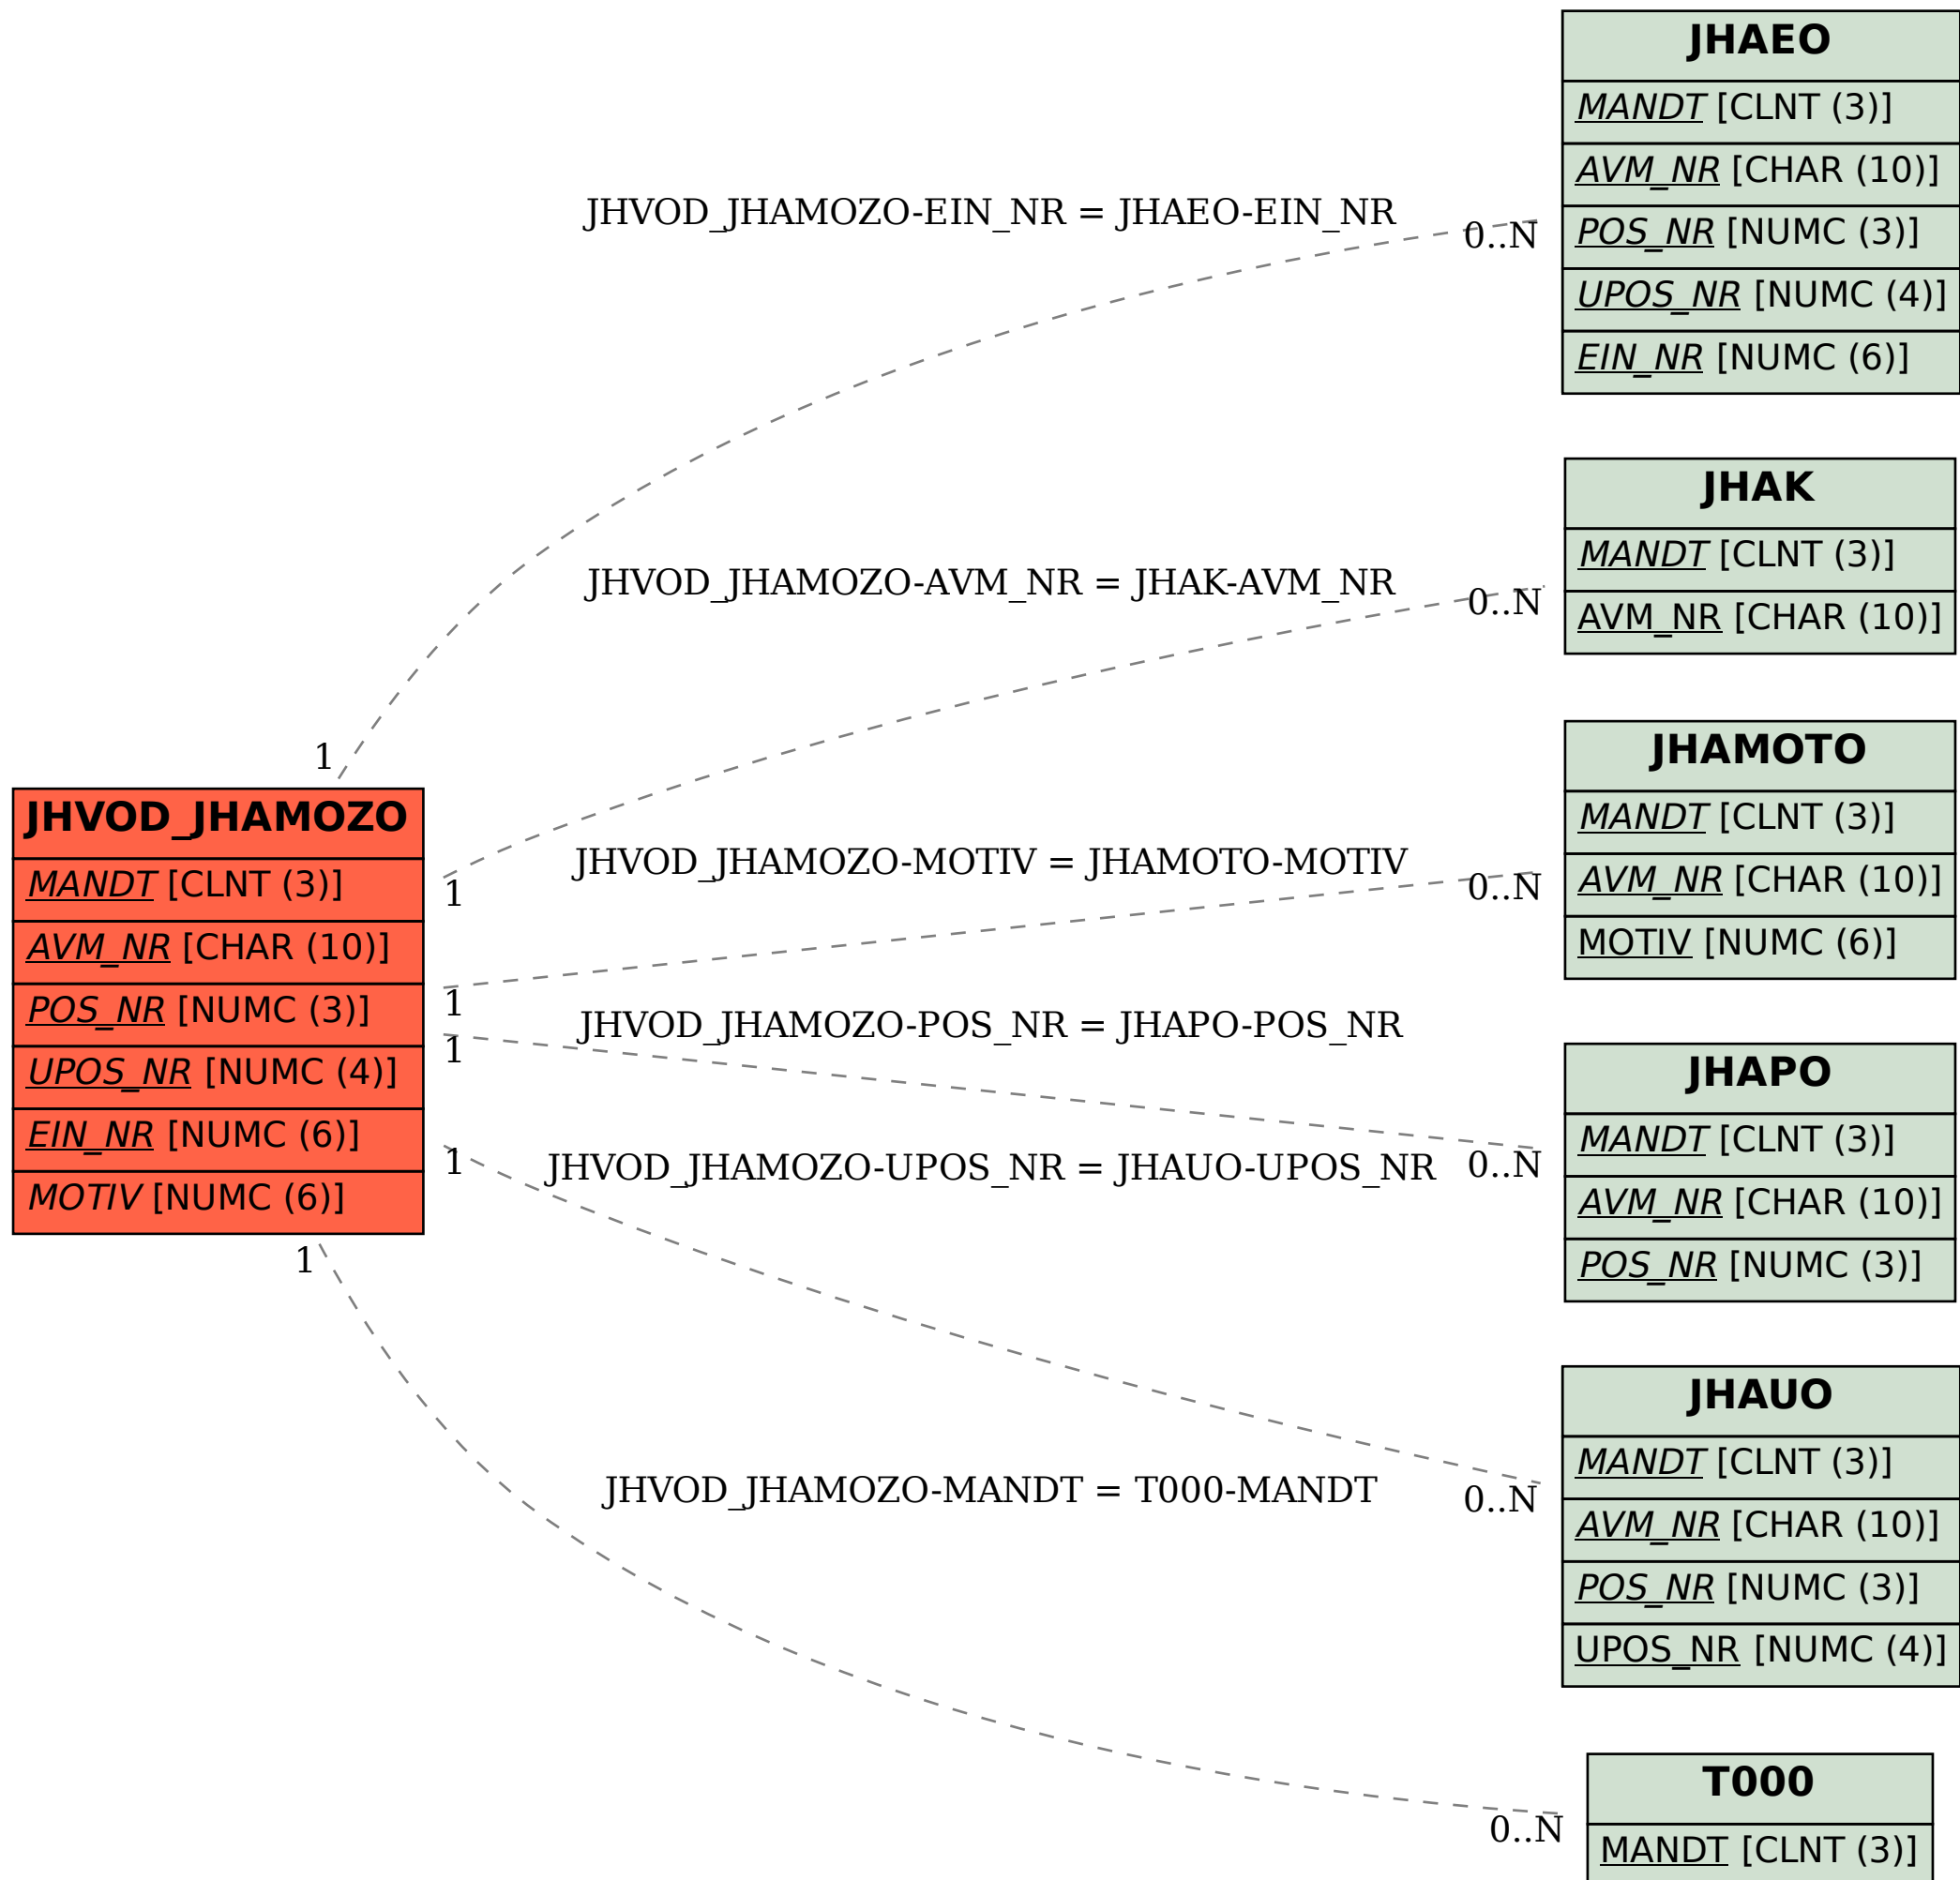 JHAEO
MANDT [CLNT (3)]
AVM_NR [CHAR (10)]
POS_NR [NUMC (3)]
UPOS_NR [NUMC (4)]
EIN_NR [NUMC (6)]
JHVOD_JHAMOZO-EIN_NR = JHAEO-EIN_NR
0..N
1
JHAK
MANDT [CLNT (3)]
AVM_NR [CHAR (10)]
JHVOD_JHAMOZO-AVM_NR = JHAK-AVM_NR
0..N
1
JHAMOTO
MANDT [CLNT (3)]
AVM_NR [CHAR (10)]
MOTIV [NUMC (6)]
JHVOD_JHAMOZO-MOTIV = JHAMOTO-MOTIV
0..N
1
JHVOD_JHAMOZO
MANDT [CLNT (3)]
AVM_NR [CHAR (10)]
POS_NR [NUMC (3)]
UPOS_NR [NUMC (4)]
EIN_NR [NUMC (6)]
MOTIV [NUMC (6)]
JHVOD_JHAMOZO-POS_NR = JHAPO-POS_NR
1
0..N
JHAPO
MANDT [CLNT (3)]
AVM_NR [CHAR (10)]
POS_NR [NUMC (3)]
JHVOD_JHAMOZO-UPOS_NR = JHAUO-UPOS_NR
1
0..N
JHAUO
MANDT [CLNT (3)]
AVM_NR [CHAR (10)]
POS_NR [NUMC (3)]
UPOS_NR [NUMC (4)]
JHVOD_JHAMOZO-MANDT = T000-MANDT
1
0..N
T000
MANDT [CLNT (3)]